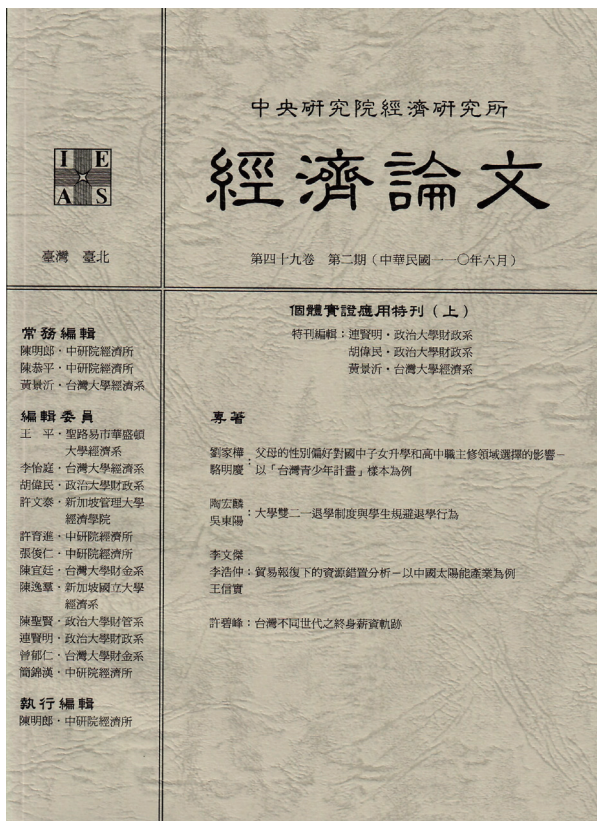 中央研究院經濟研究所
經濟論文
I E
A S
臺灣 臺北
第四十九卷 第二期(中華民國一一〇年六月)
個體實證應用特刊(上)
特刊編輯:連賢明・政治大學財政系
胡偉民・政治大學財政系
黃景沂・台灣大學經濟系
常務編輯
陳明郎・中研院經濟所
陳恭平・中研院經濟所
黃景沂・台灣大學經濟系
編輯委員
王 平・聖路易市華盛頓
大學經濟系
李怡庭・台灣大學經濟系
胡偉民・政治大學財政系
許文泰・新加坡管理大學
經濟學院
許育進・中研院經濟所
張俊仁・中研院經濟所
陳宜廷・台灣大學財金系
陳逸羣・新加坡國立大學
經濟系
陳聖賢・政治大學財管系
連賢明・政治大學財政系
曾郁仁・台灣大學財金系
簡錦漢・中研院經濟所
執行編輯
陳明郎・中研院經濟所
專著
劉家樺
駱明慶:父母的性別偏好對國中子女升學和高中職主修領域選擇的影響-
以「台灣青少年計畫」樣本為例
陶宏麟
吳東陽:大學雙二一退學制度與學生規避退學行為
李文傑
李浩仲:貿易報復下的資源錯置分析-以中國太陽能產業為例
王信實
許碧峰:台灣不同世代之終身薪資軌跡